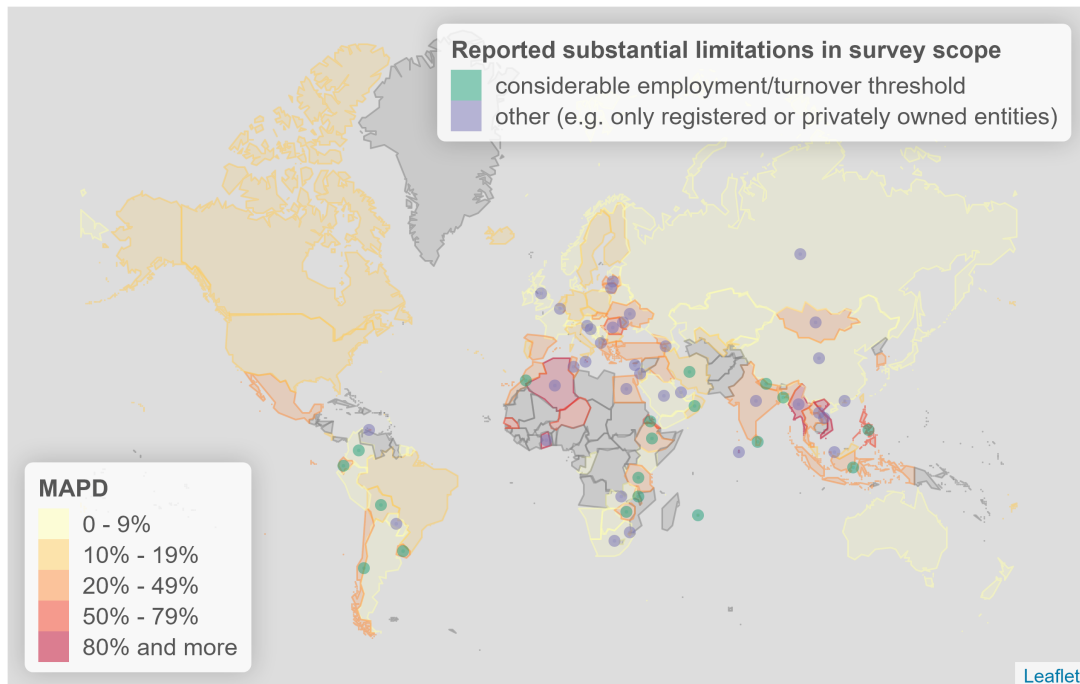 Reported substantial limitations in survey scope
considerable employment/turnover threshold
other (e.g. only registered or privately owned entities)
MAPD
0 - 9%
10% - 19%
20% - 49%
50% - 79%
80% and more
Leaflet